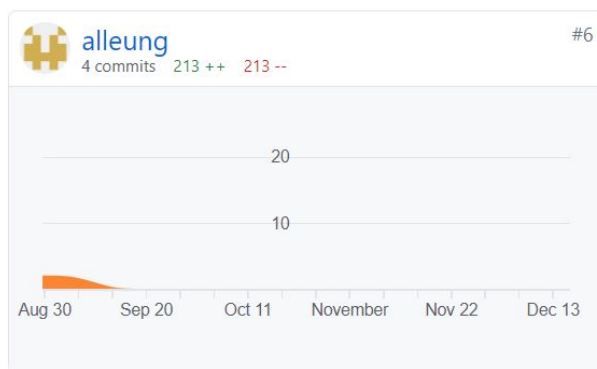 alleung
#6
4 commits 213 ++ 213 --
20
10
Aug 30 Sep 20 Oct 11 November Nov 22 Dec 13